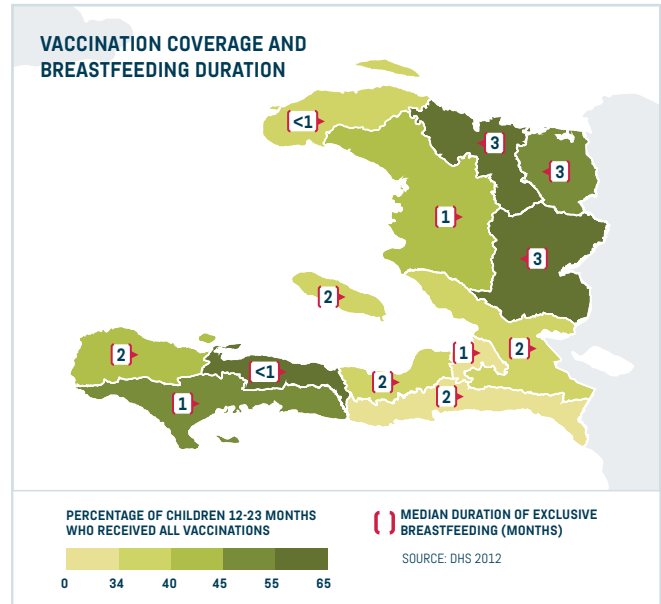 VACCINATION COVERAGE AND
BREASTFEEDING DURATION
<1
3
3
1
3
2
2
1
2
<1
2
1
2
PERCENTAGE OF CHILDREN 12-23 MONTHS
WHO RECEIVED ALL VACCINATIONS
0 34 40 45 55 65
MEDIAN DURATION OF EXCLUSIVE
BREASTFEEDING (MONTHS)
SOURCE: DHS 2012